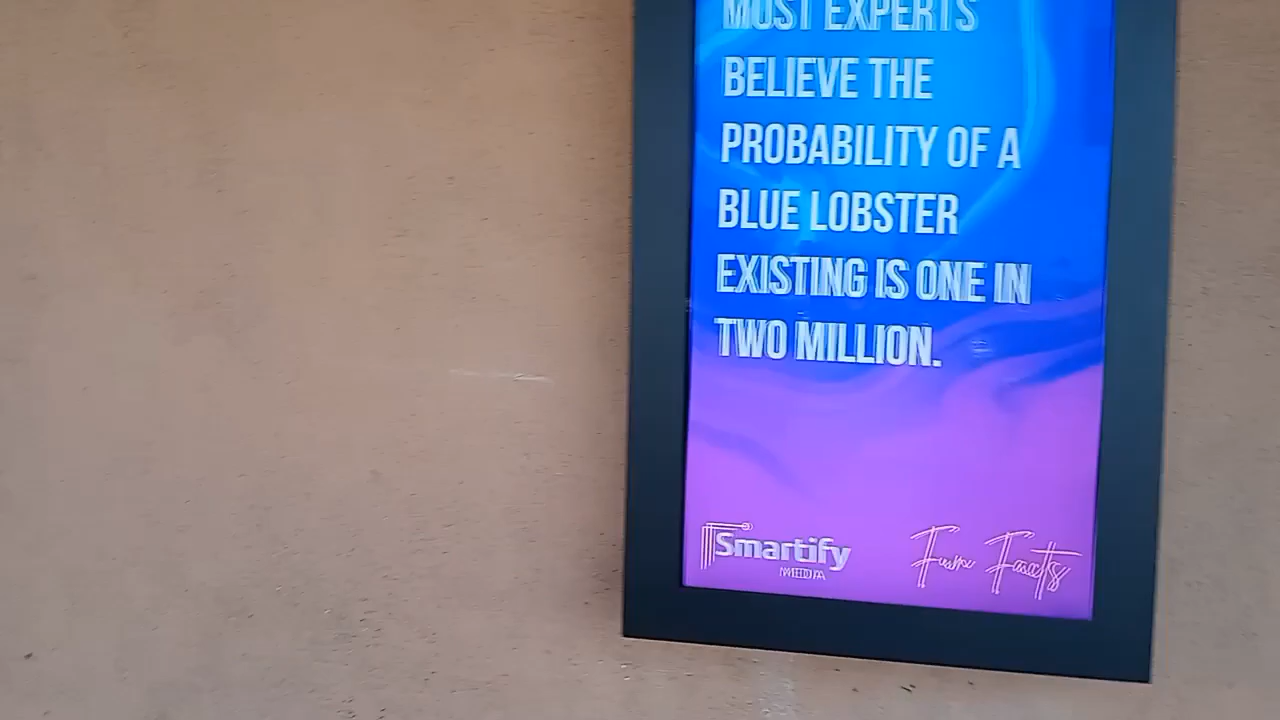 MOST EXPERTS
BELIEVE THE
PROBABILITY OF A
BLUE LOBSTER
EXISTING IS ONE IN
TWO MILLION.
Smartify
MEDIA
Fun Facts